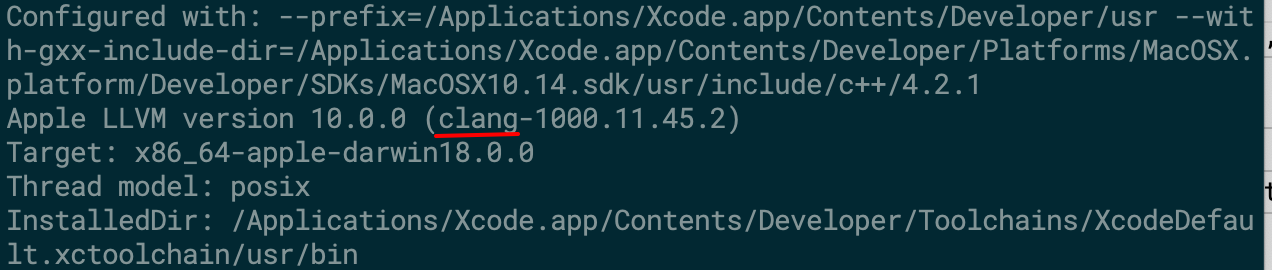 Configured with: --prefix=/Applications/Xcode.app/Contents/Developer/usr --wit
h-gxx-include-dir=/Applications/Xcode.app/Contents/Developer/Platforms/MacOSX.
platform/Developer/SDKs/MacOSX10.14.sdk/usr/include/c++/4.2.1
Apple LLVM version 10.0.0 (clang-1000.11.45.2)
Target: x86_64-apple-darwin18.0.0
Thread model: posix
InstalledDir: /Applications/Xcode.app/Contents/Developer/Toolchains/XcodeDefau
lt.xctoolchain/usr/bin